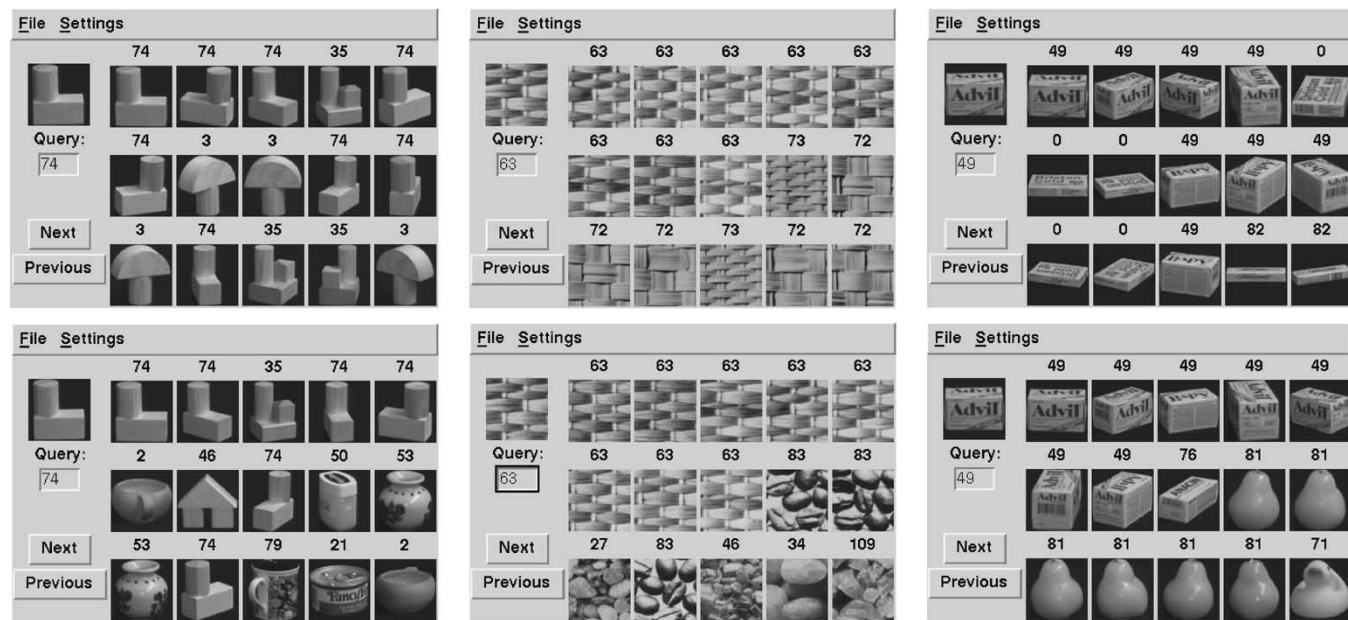 File Settings
74 74 74 35 74
Query:
74
74 3 3 74 74
Next
3 74 35 35 3
Previous
File Settings
63 63 63 63 63
Query:
63
63 63 63 73 72
Next
72 72 73 72 72
Previous
File Settings
49 49 49 49 0
Advil Advil Advil Advil
Query:
49
0 0 49 49 49
Advil
Next
0 0 49 82 82
Previous
File Settings
74 74 35 74 74
Query:
74
2 46 74 50 53
Next
53 74 79 21 2
Previous
File Settings
63 63 63 63 63
Query:
63
63 63 63 83 83
Next
27 83 46 34 109
Previous
File Settings
49 49 49 49 49
Advil Advil Advil Advil Advil
Query:
49
49 49 76 81 81
Advil
Next
81 81 81 81 71
Previous